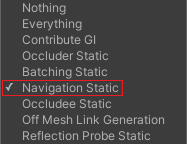 Nothing
Everything
Contribute GI
Occluder Static
Batching Static
✓ Navigation Static
Occludee Static
Off Mesh Link Generation
Reflection Probe Static